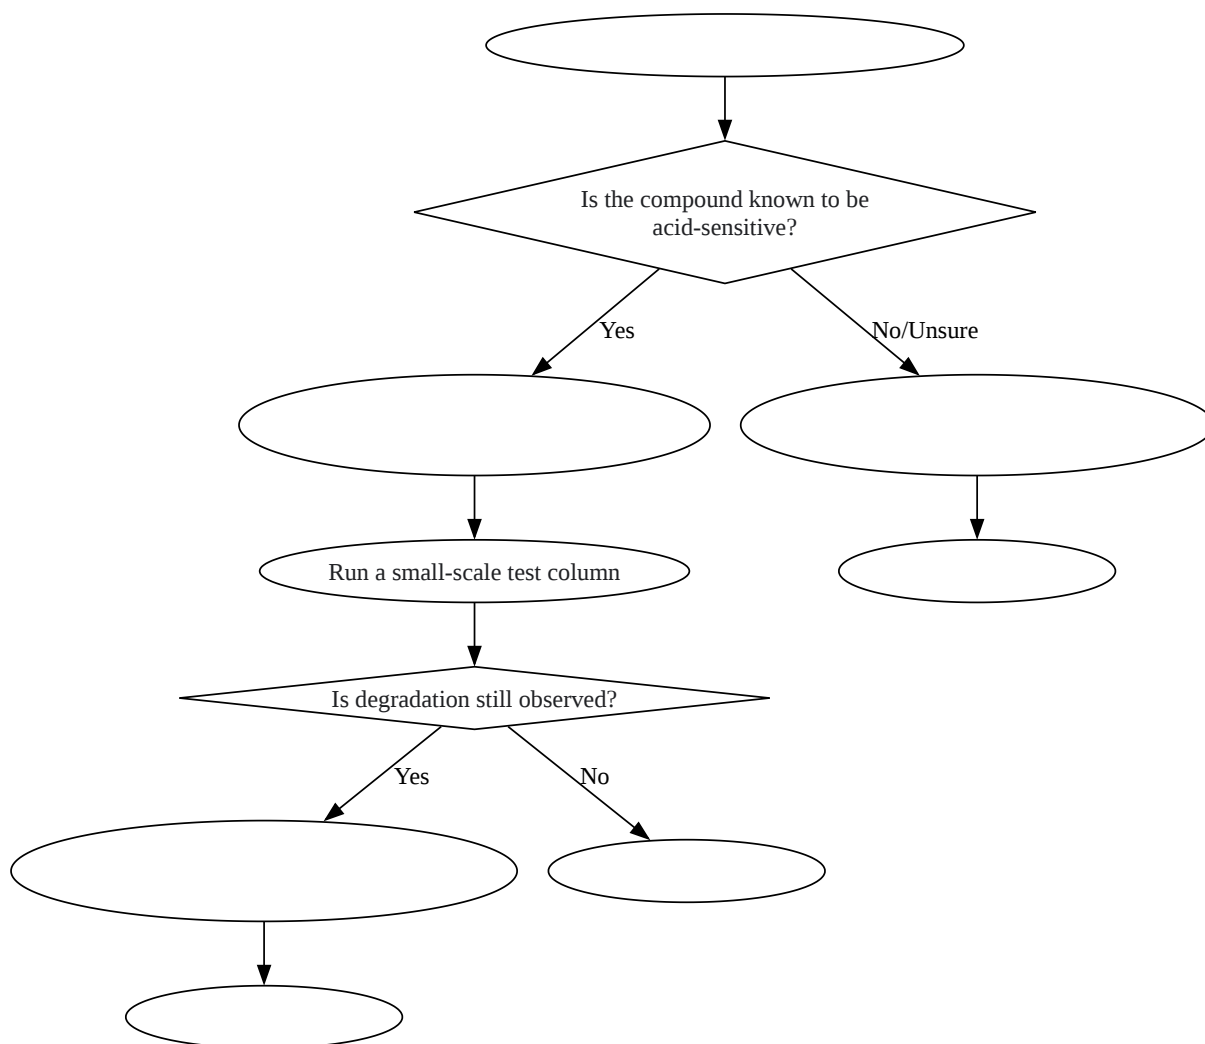 Is the compound known to be
acid-sensitive?
Yes
No/Unsure
Run a small-scale test column
Is degradation still observed?
Yes
No